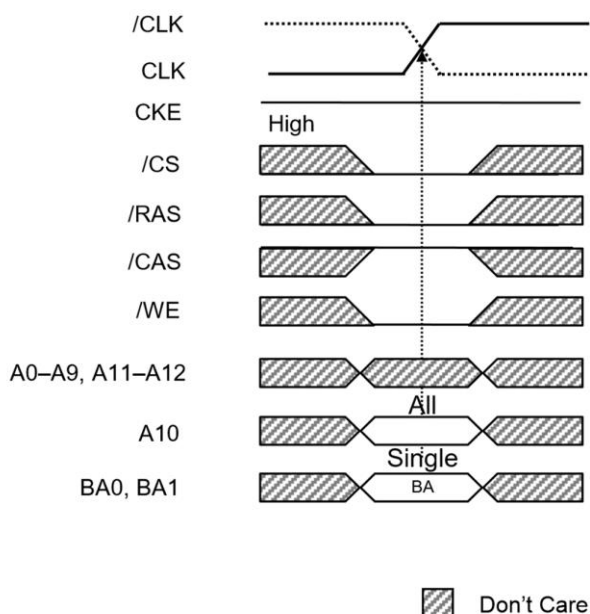 /CLK
CLK
CKE
High
/CS
/RAS
/CAS
/WE
A0–A9, A11–A12
All
A10
Single
BA0, BA1
BA
Don't Care